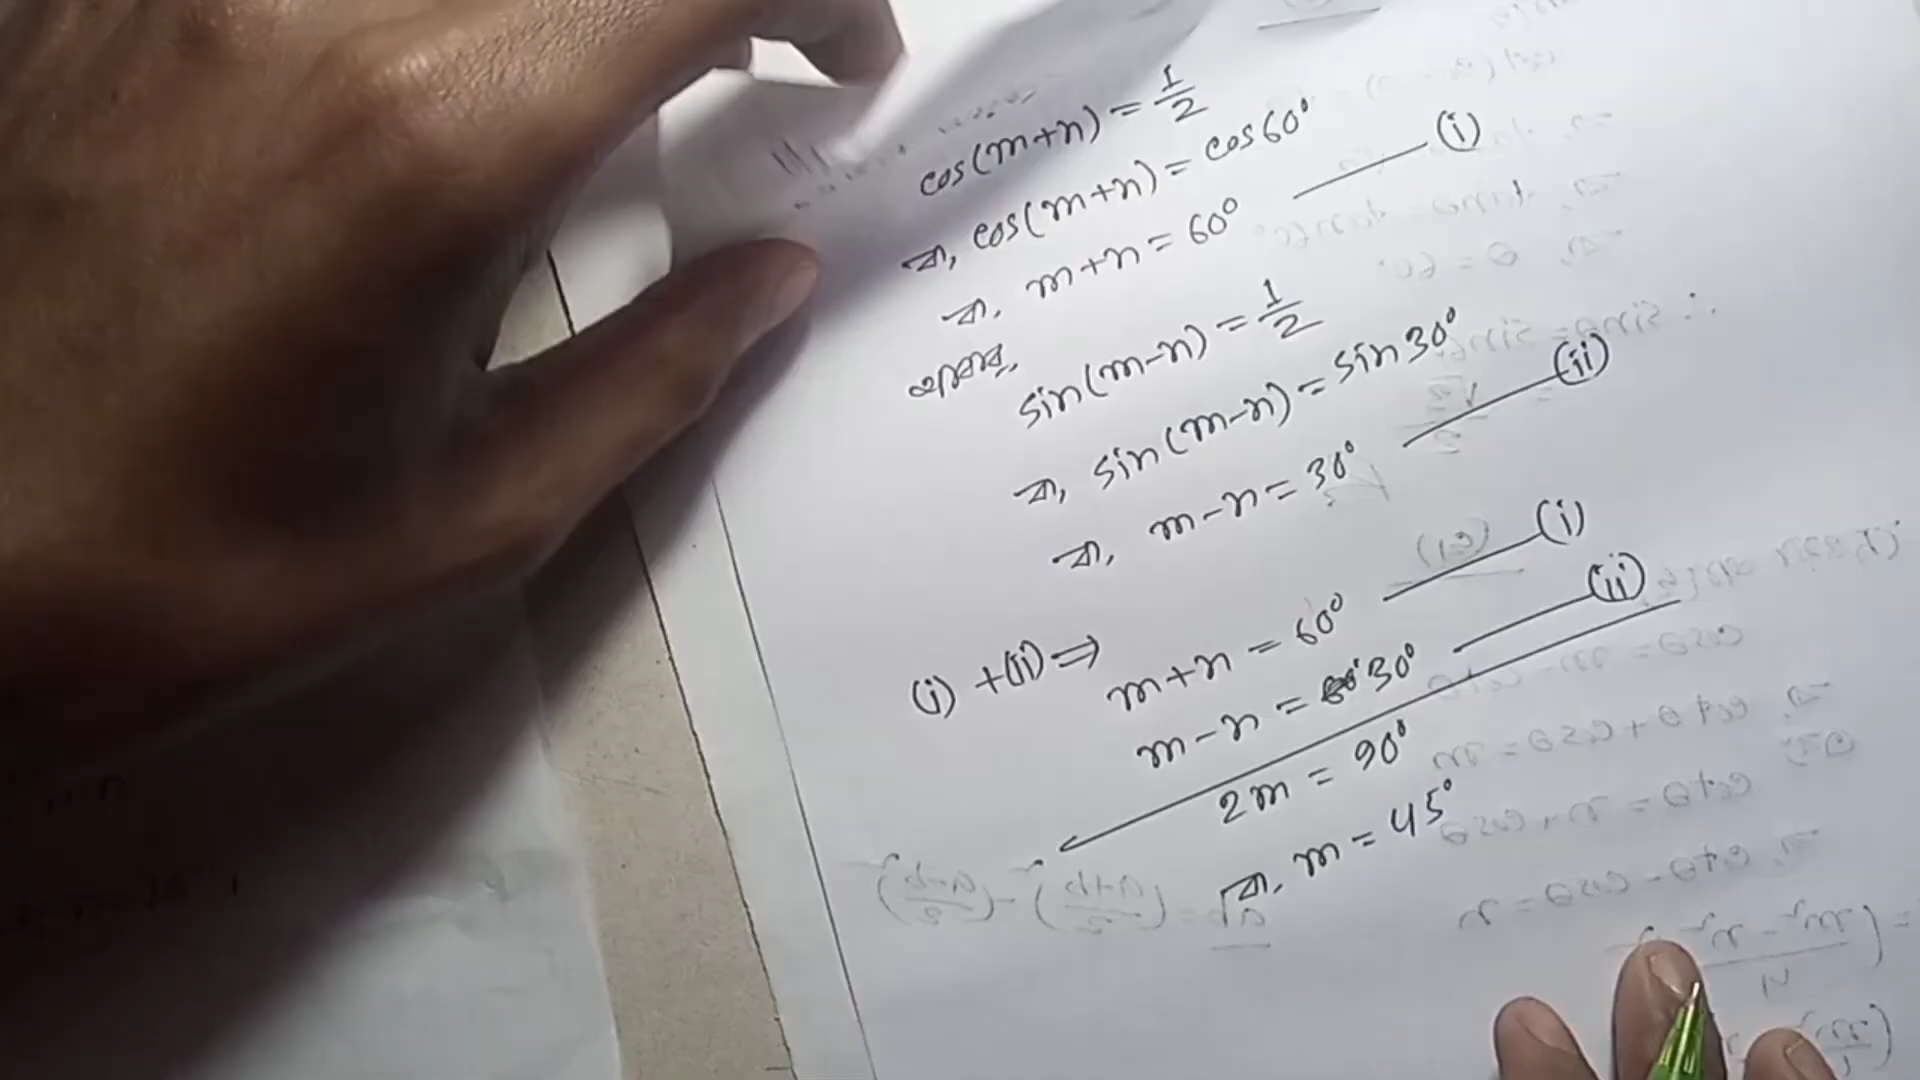 cos(m+n) = 1/2
বা, cos(m+n) = cos60° 
বা, m+n = 60° —— (i)
আবার,
sin(m-n) = 1/2
বা, sin(m-n) = sin30°
বা, m-n = 30° —— (ii)
(i) + (ii) ⇒
m+n = 60° —— (i)
m-n = 30° —— (ii)
2m = 90°
বা, m = 45°